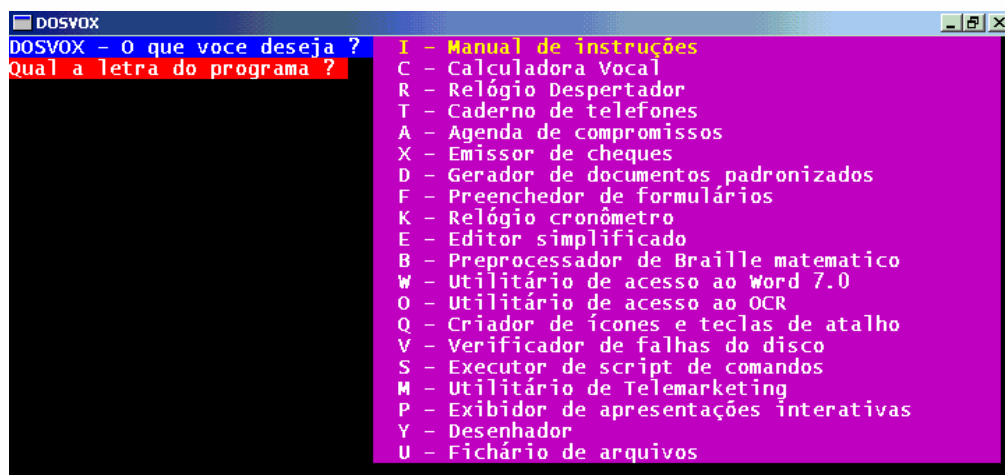 DOSVOX
DOSVOX - O que voce deseja ?
Qual a letra do programa ?
I - Manual de instruções
C - Calculadora Vocal
R - Relógio Despertador
T - Caderno de telefones
A - Agenda de compromissos
X - Emissor de cheques
D - Gerador de documentos padronizados
F - Preenchedor de formulários
K - Relógio cronômetro
E - Editor simplificado
B - Preprocessador de Braille matematico
W - Utilitário de acesso ao Word 7.0
O - Utilitário de acesso ao OCR
Q - Criador de ícones e teclas de atalho
V - Verificador de falhas do disco
S - Executor de script de comandos
M - Utilitário de Telemarketing
P - Exibidor de apresentações interativas
Y - Desenhador
U - Fichário de arquivos